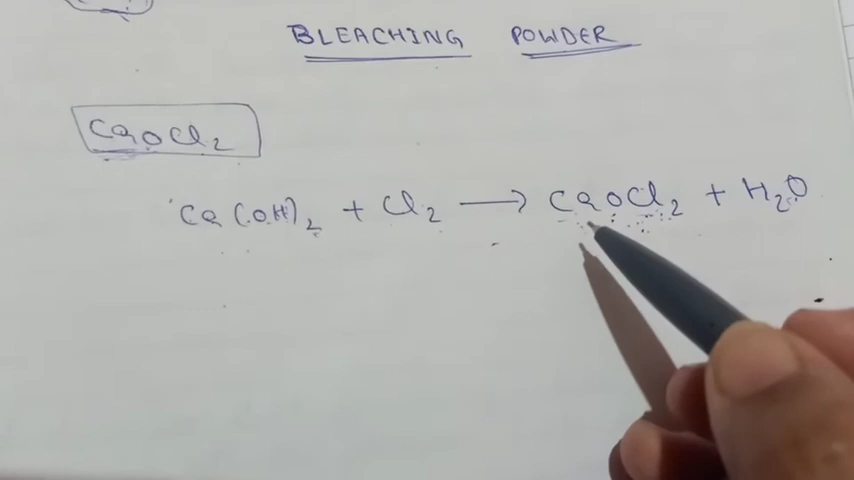 BLEACHING POWDER
CaOCl₂
Ca(OH)₂ + Cl₂ ⟶ CaOCl₂ + H₂O